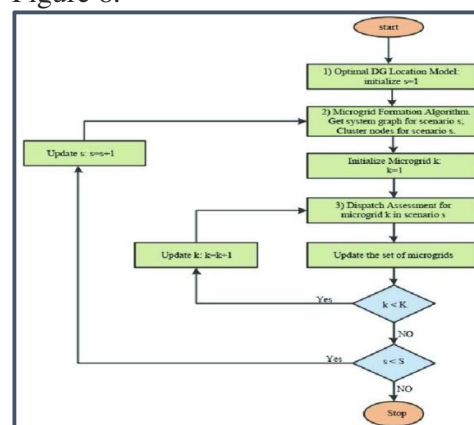 Figure 8.
start
1) Optimal DG Location Model:
initialize s=1
2) Microgrid Formation Algorithm.
Get system graph for scenario s;
Cluster nodes for scenario s.
Update s: s=s+1
Initialize Microgrid k:
k=1
3) Dispatch Assessment for
microgrid k in scenario s
Update k: k=k+1
Update the set of microgrids
Yes
k < K
NO
Yes
s < S
NO
Stop